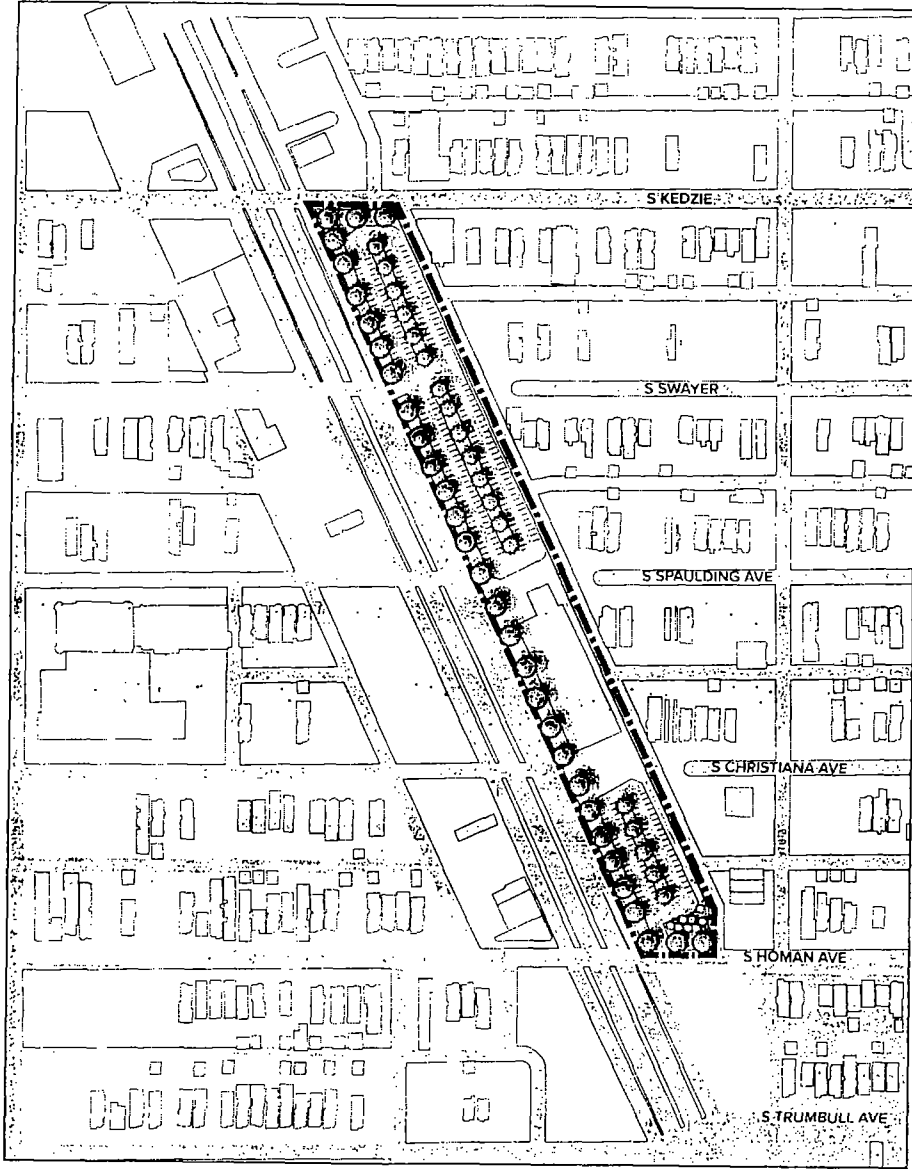 S KEDZIE
S SWAYER
S SPAULDING AVE
S CHRISTIANA AVE
S HOMAN AVE
S TRUMBULL AVE